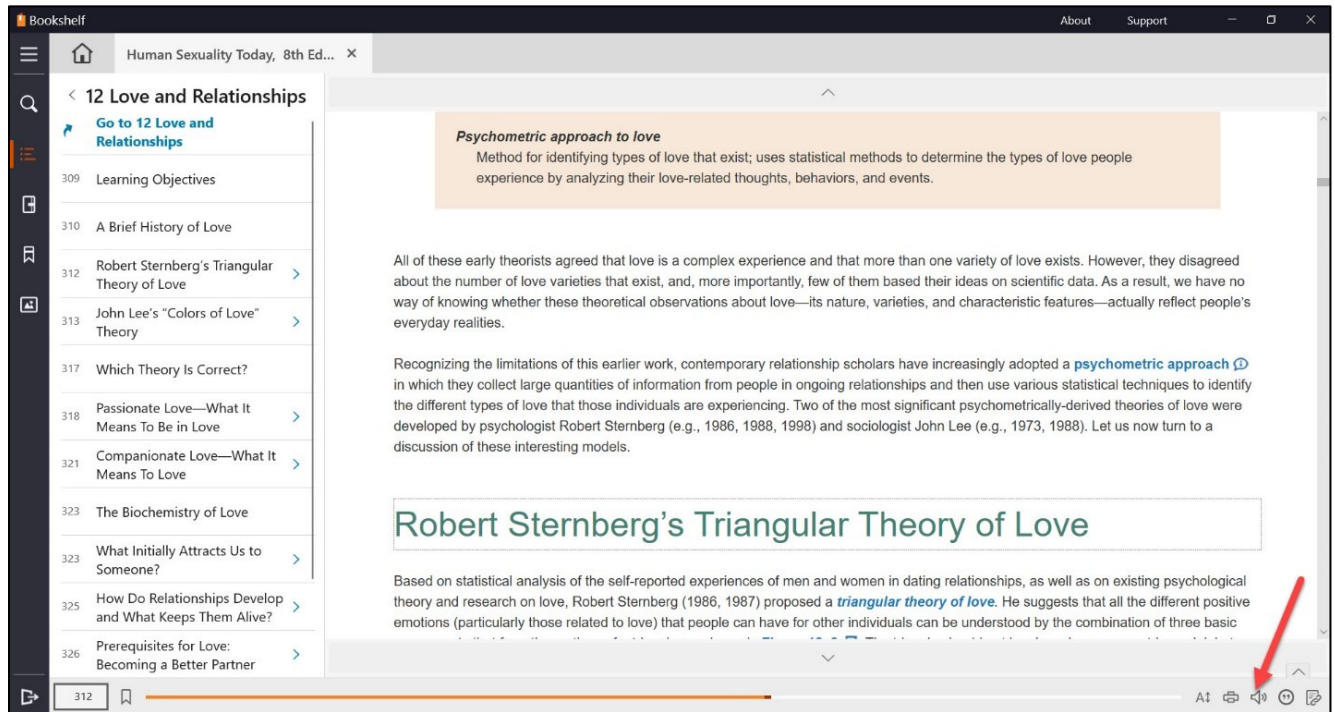 Bookshelf
About Support
Human Sexuality Today, 8th Ed...
12 Love and Relationships
Go to 12 Love and
Relationships
309 Learning Objectives
310 A Brief History of Love
312 Robert Sternberg's Triangular
Theory of Love
313 John Lee's "Colors of Love"
Theory
317 Which Theory Is Correct?
318 Passionate Love—What It
Means To Be in Love
321 Companionate Love—What It
Means To Love
323 The Biochemistry of Love
323 What Initially Attracts Us to
Someone?
325 How Do Relationships Develop
and What Keeps Them Alive?
326 Prerequisites for Love:
Becoming a Better Partner
Psychometric approach to love
Method for identifying types of love that exist; uses statistical methods to determine the types of love people
experience by analyzing their love-related thoughts, behaviors, and events.
All of these early theorists agreed that love is a complex experience and that more than one variety of love exists. However, they disagreed
about the number of love varieties that exist, and, more importantly, few of them based their ideas on scientific data. As a result, we have no
way of knowing whether these theoretical observations about love—its nature, varieties, and characteristic features—actually reflect people's
everyday realities.
Recognizing the limitations of this earlier work, contemporary relationship scholars have increasingly adopted a psychometric approach
in which they collect large quantities of information from people in ongoing relationships and then use various statistical techniques to identify
the different types of love that those individuals are experiencing. Two of the most significant psychometrically-derived theories of love were
developed by psychologist Robert Sternberg (e.g., 1986, 1988, 1998) and sociologist John Lee (e.g., 1973, 1988). Let us now turn to a
discussion of these interesting models.
Robert Sternberg's Triangular Theory of Love
Based on statistical analysis of the self-reported experiences of men and women in dating relationships, as well as on existing psychological
theory and research on love, Robert Sternberg (1986, 1987) proposed a triangular theory of love. He suggests that all the different positive
emotions (particularly those related to love) that people can have for other individuals can be understood by the combination of three basic
312
A